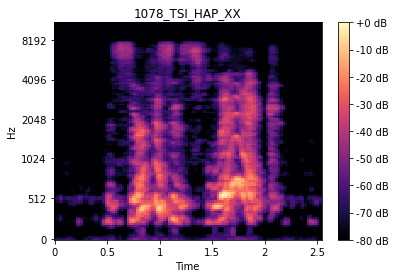 1078_TSI_HAP_XX
+0 dB
8192
-10 dB
4096
-20 dB
-30 dB
2048
-40 dB
Hz
1024
-50 dB
512
-60 dB
-70 dB
0
-80 dB
0 0.5 1 1.5 2 2.5
Time